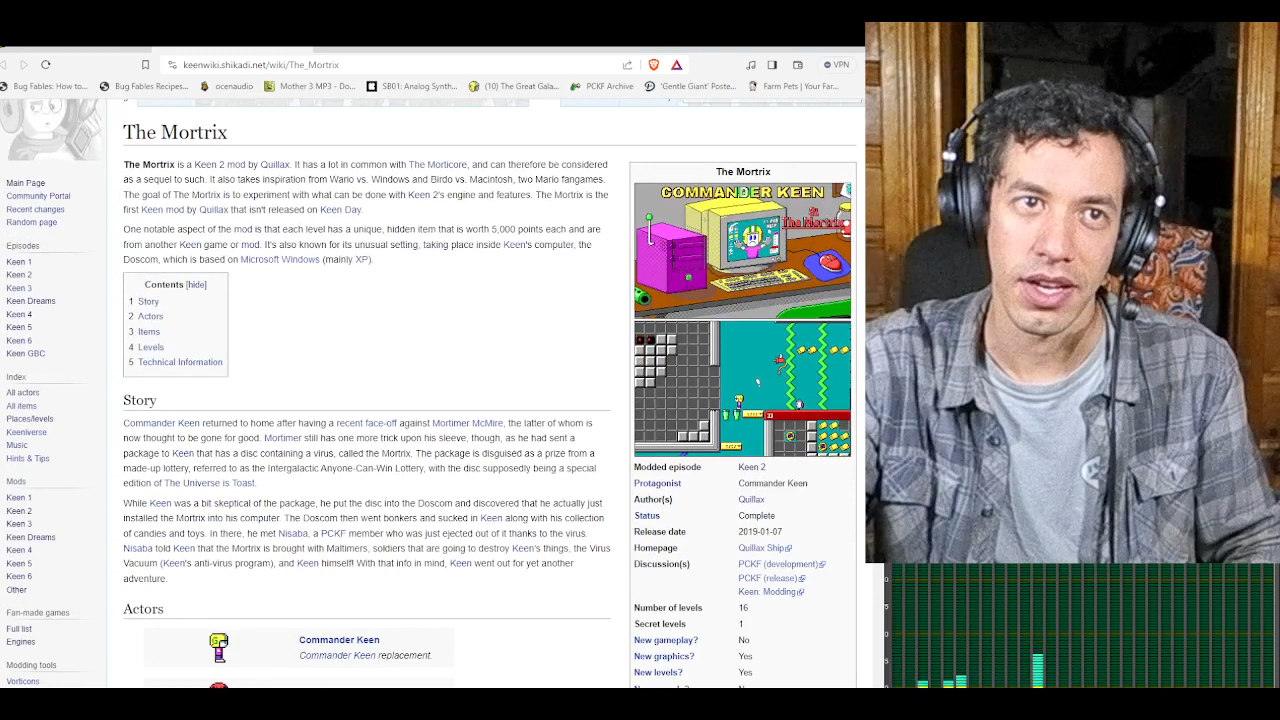 keenwiki.shikadi.net/wiki/The_Mortrix
VPN
Bug Fables: How to...
Bug Fables Recipes...
ocenaudio
Mother 3 MP3 - Do...
SB01: Analog Synth...
(10) The Great Gala...
PCKF Archive
'Gentle Giant' Poste...
Farm Pets | Your Far...
Main Page
Community Portal
Recent changes
Random page
Episodes
Keen 1
Keen 2
Keen 3
Keen Dreams
Keen 4
Keen 5
Keen 6
Keen GBC
Index
All actors
All items
Places/levels
Keeniverse
Music
Hints & Tips
Mods
Keen 1
Keen 2
Keen 3
Keen Dreams
Keen 4
Keen 5
Keen 6
Other
Fan-made games
Full list
Engines
Modding tools
Vorticons
The Mortrix
The Mortrix is a Keen 2 mod by Quillax. It has a lot in common with The Morticore, and can therefore be considered
as a sequel to such. It also takes inspiration from Wario vs. Windows and Birdo vs. Macintosh, two Mario fangames.
The goal of The Mortrix is to experiment with what can be done with Keen 2's engine and features. The Mortrix is the
first Keen mod by Quillax that isn't released on Keen Day.
One notable aspect of the mod is that each level has a unique, hidden item that is worth 5,000 points each and are
from another Keen game or mod. It's also known for its unusual setting, taking place inside Keen's computer, the
Doscom, which is based on Microsoft Windows (mainly XP).
Contents [hide]
1 Story
2 Actors
3 Items
4 Levels
5 Technical Information
Story
Commander Keen returned to home after having a recent face-off against Mortimer McMire, the latter of whom is
now thought to be gone for good. Mortimer still has one more trick upon his sleeve, though, as he had sent a
ge to Keen that has a disc containing a virus, called the Mortrix. The package is disguised as a prize from a
made-up lottery, referred to as the Intergalactic Anyone-Can-Win Lottery, with the disc supposedly being a special
edition of The Universe is Toast.
While Keen was a bit skeptical of the package, he put the disc into the Doscom and discovered that he actually just
installed the Mortrix into his computer. The Doscom then went bonkers and sucked in Keen along with his collection
of candies and toys. In there, he met Nisaba, a PCKF member who was just ejected out of it thanks to the virus.
Nisaba told Keen that the Mortrix is brought with Maltimers, soldiers that are going to destroy Keen's things, the Virus
Vacuum (Keen's anti-virus program), and Keen himself! With that info in mind, Keen went out for yet another
adventure.
Actors
Commander Keen
Commander Keen replacement.
The Mortrix
COMMANDER KEEN
in
The Mortrix
Modded episode Keen 2
Protagonist Commander Keen
Author(s) Quillax
Status Complete
Release date 2019-01-07
Homepage Quillax Ship
Discussion(s) PCKF (development)
PCKF (release)
Keen: Modding
Number of levels 16
Secret levels 1
New gameplay? No
New graphics? Yes
New levels? Yes